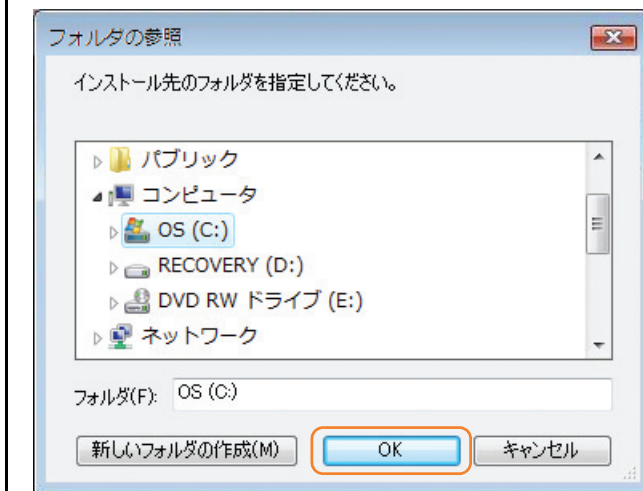 フォルダの参照
インストール先のフォルダを指定してください。
パブリック
コンピュータ
OS (C:)
RECOVERY (D:)
DVD RW ドライブ (E:)
ネットワーク
フォルダ(F): OS (C:)
新しいフォルダの作成(M) OK キャンセル